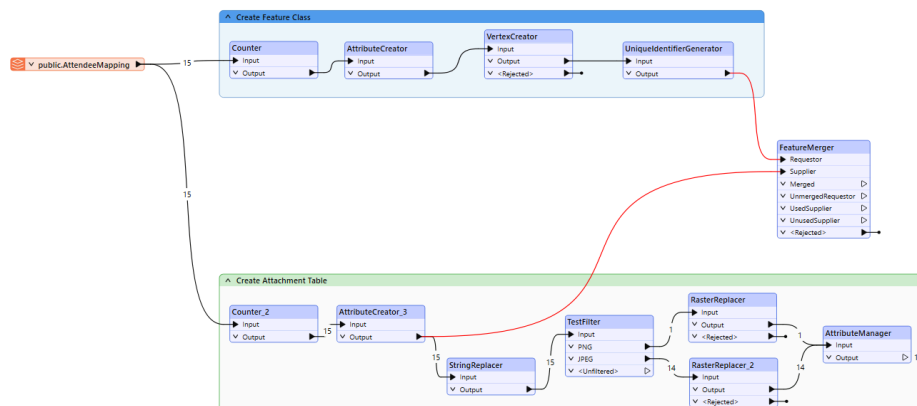 Create Feature Class
Counter
Input
Output
AttributeCreator
Input
Output
VertexCreator
Input
Output
<Rejected>
UniqueIdentifierGenerator
Input
Output
public.AttendeeMapping
15
15
FeatureMerger
Requestor
Supplier
Merged
UnmergedRequestor
UsedSupplier
UnusedSupplier
<Rejected>
Create Attachment Table
Counter_2
Input
Output
15
AttributeCreator_3
Input
Output
15
StringReplacer
Input
Output
15
TestFilter
Input
PNG
JPEG
<Unfiltered>
1
14
RasterReplacer
Input
Output
<Rejected>
1
RasterReplacer_2
Input
Output
<Rejected>
14
AttributeManager
Input
Output